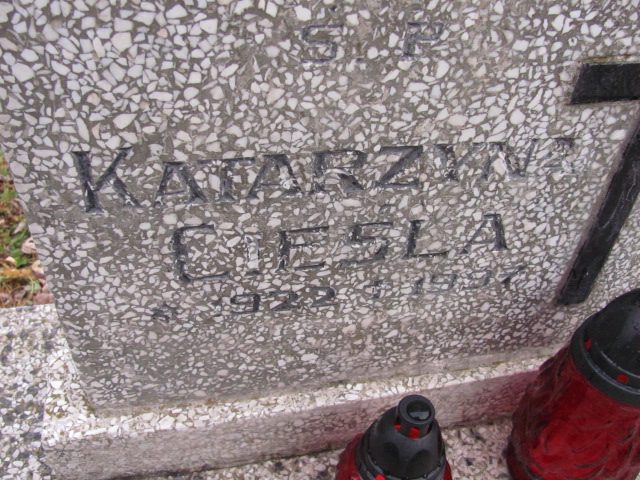 S. P
KATARZYNA
CIESLA
* 1922 †